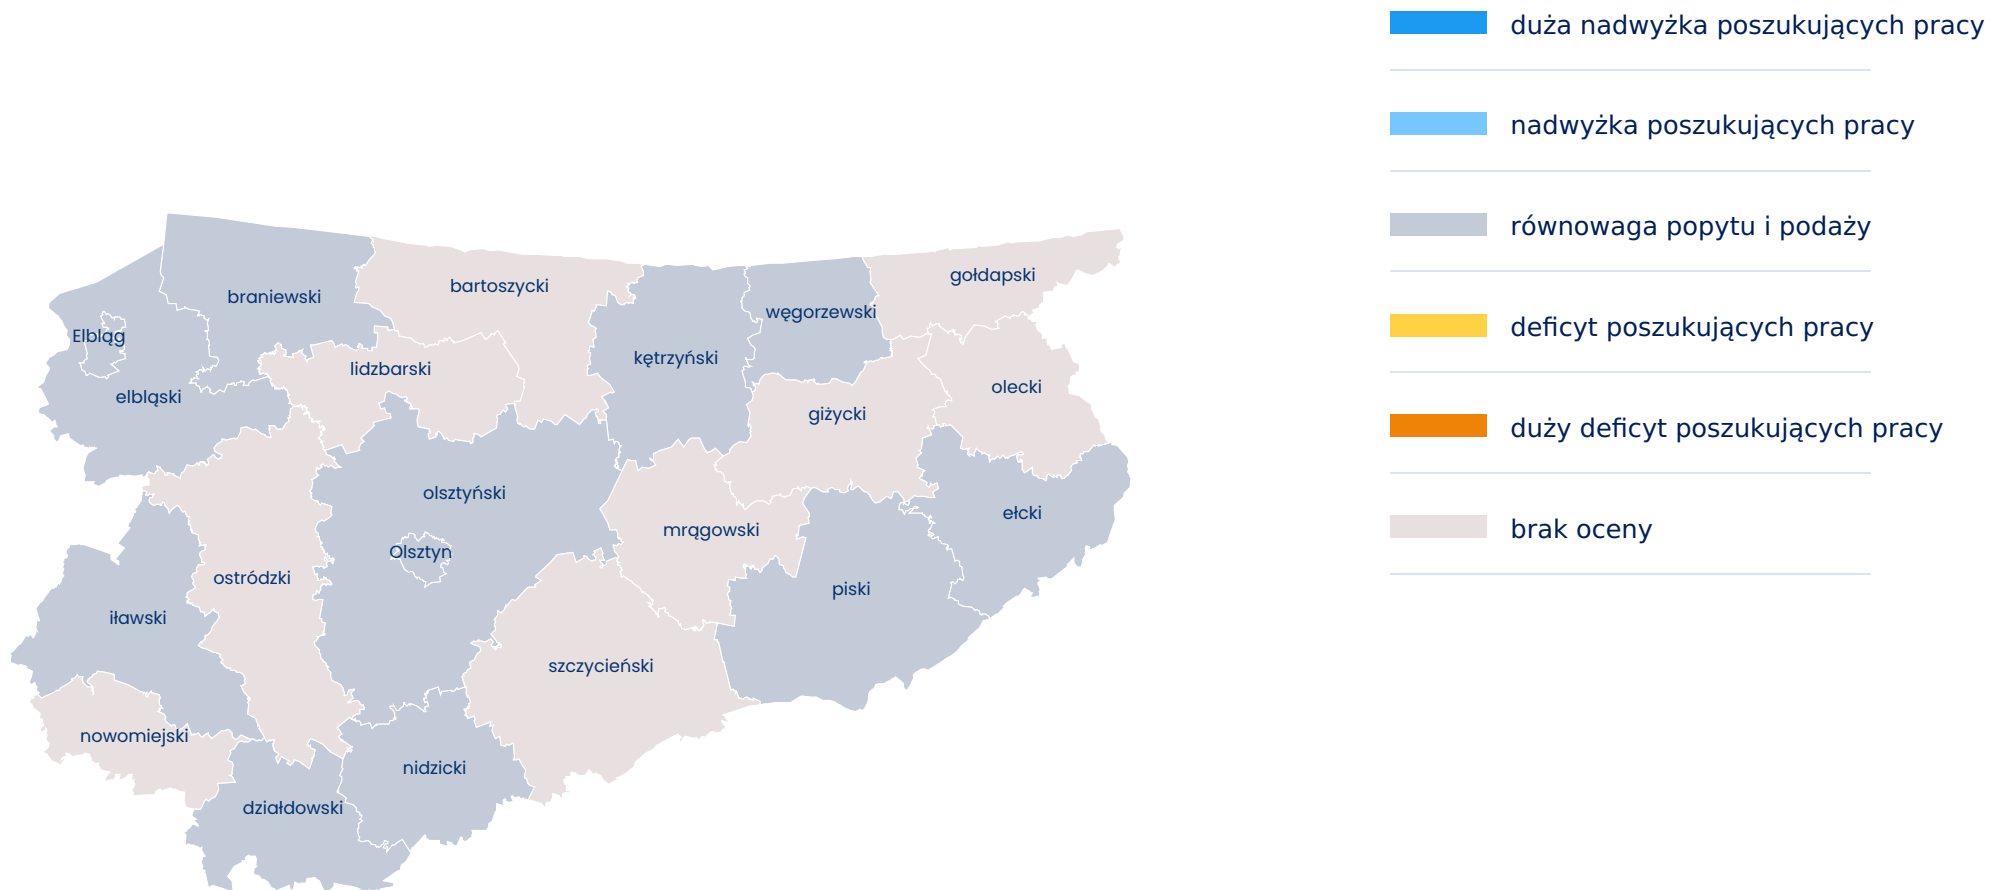 duża nadwyżka poszukujących pracy
nadwyżka poszukujących pracy
równowaga popytu i podaży
deficyt poszukujących pracy
duży deficyt poszukujących pracy
brak oceny
gołdapski
bartoszycki
braniewski
węgorzewski
Elbląg
kętrzyński
lidzbarski
olecki
elbląski
giżycki
olsztyński
ełcki
mrągowski
Olsztyn
ostródzki
piski
iławski
szczycieński
nowomiejski
nidzicki
działdowski